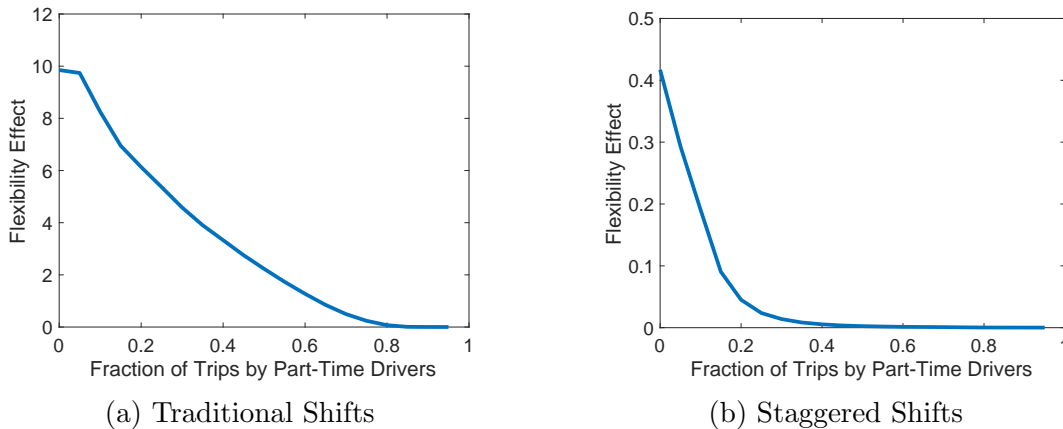 12
10
8
6
4
2
0
Flexibility Effect
0 0.2 0.4 0.6 0.8 1
Fraction of Trips by Part-Time Drivers
(a) Traditional Shifts
0.5
0.4
0.3
0.2
0.1
0
Flexibility Effect
0 0.2 0.4 0.6 0.8 1
Fraction of Trips by Part-Time Drivers
(b) Staggered Shifts